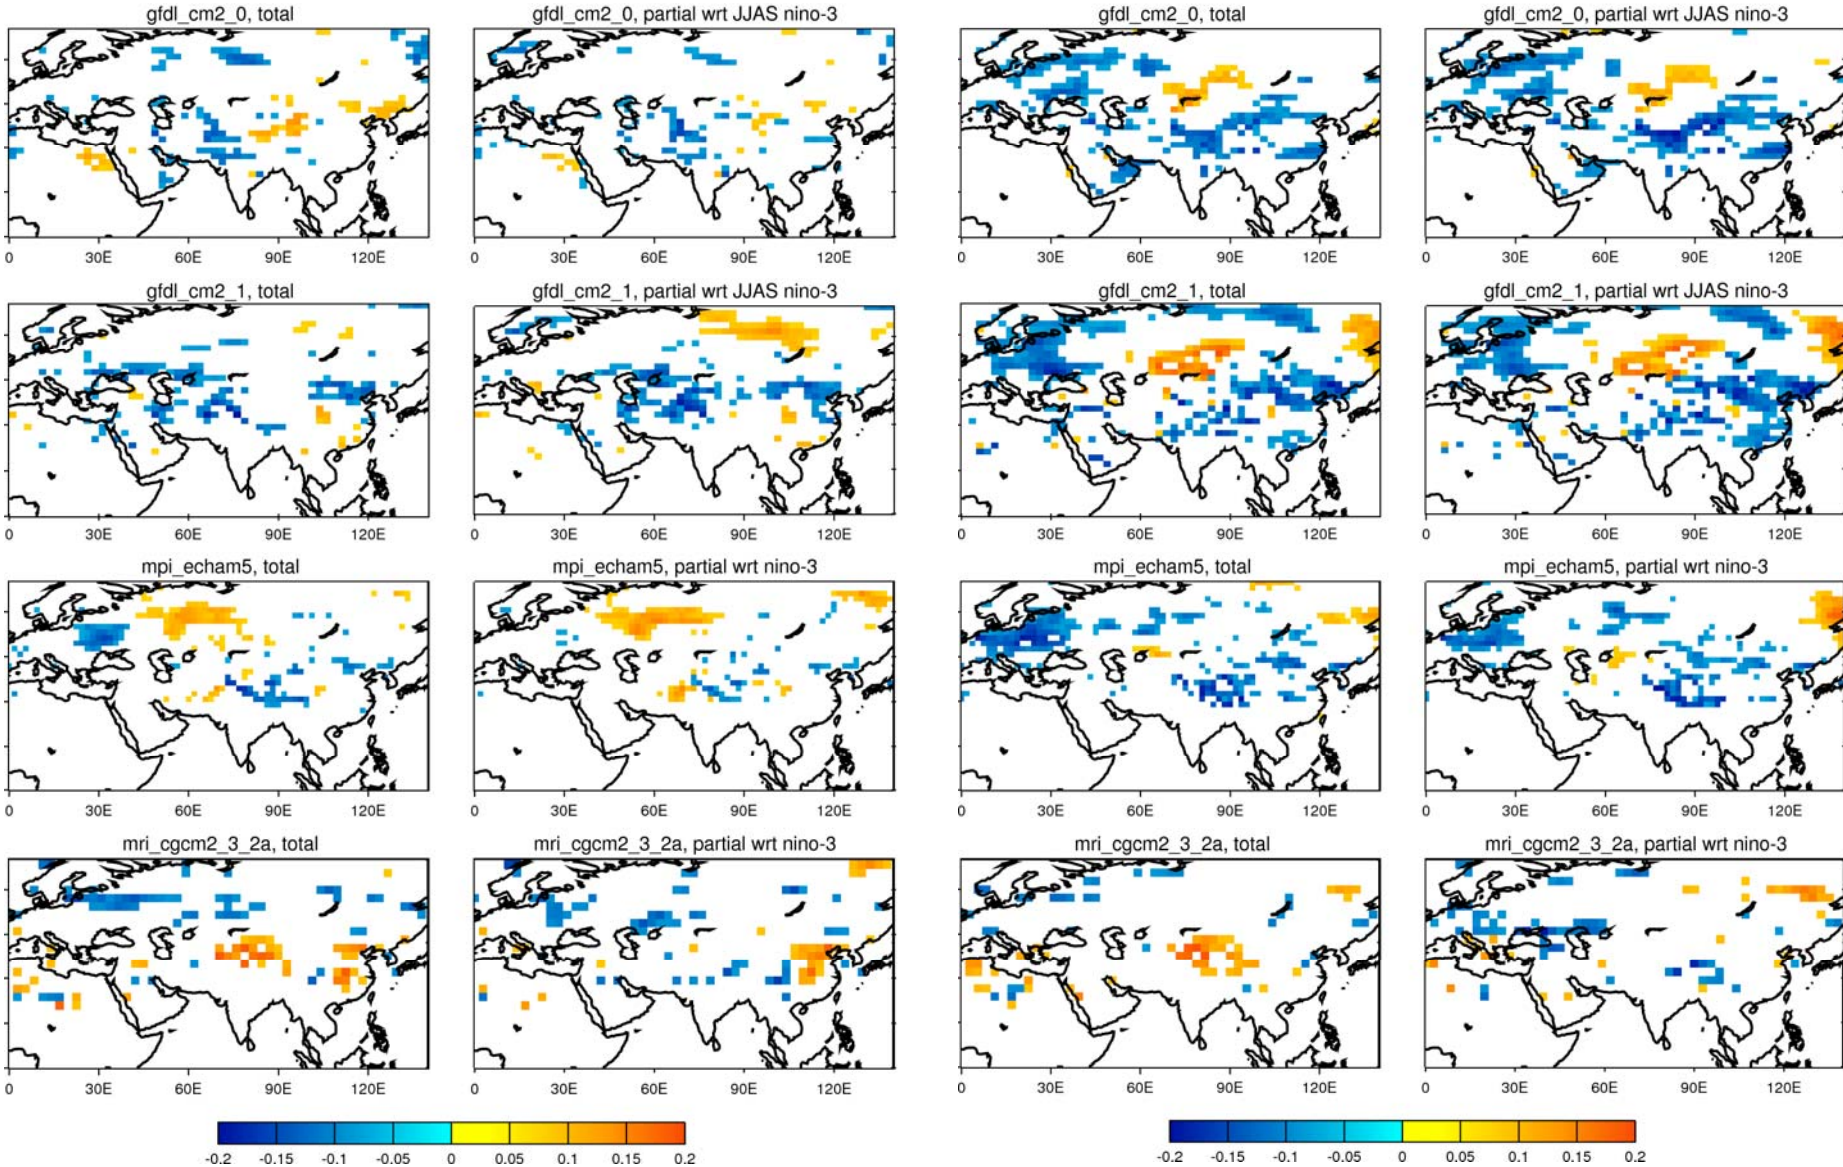 gfdl_cm2_0, total
gfdl_cm2_0, partial wrt JJAS nino-3
gfdl_cm2_0, total
gfdl_cm2_0, partial wrt JJAS nino-3
0 30E 60E 90E 120E
0 30E 60E 90E 120E
0 30E 60E 90E 120E
0 30E 60E 90E 120E
gfdl_cm2_1, total
gfdl_cm2_1, partial wrt JJAS nino-3
gfdl_cm2_1, total
gfdl_cm2_1, partial wrt JJAS nino-3
0 30E 60E 90E 120E
0 30E 60E 90E 120E
0 30E 60E 90E 120E
0 30E 60E 90E 120E
mpi_echam5, total
mpi_echam5, partial wrt nino-3
mpi_echam5, total
mpi_echam5, partial wrt nino-3
0 30E 60E 90E 120E
0 30E 60E 90E 120E
0 30E 60E 90E 120E
0 30E 60E 90E 120E
mri_cgcm2_3_2a, total
mri_cgcm2_3_2a, partial wrt nino-3
mri_cgcm2_3_2a, total
mri_cgcm2_3_2a, partial wrt nino-3
0 30E 60E 90E 120E
0 30E 60E 90E 120E
0 30E 60E 90E 120E
0 30E 60E 90E 120E
-0.2 -0.15 -0.1 -0.05 0 0.05 0.1 0.15 0.2
-0.2 -0.15 -0.1 -0.05 0 0.05 0.1 0.15 0.2